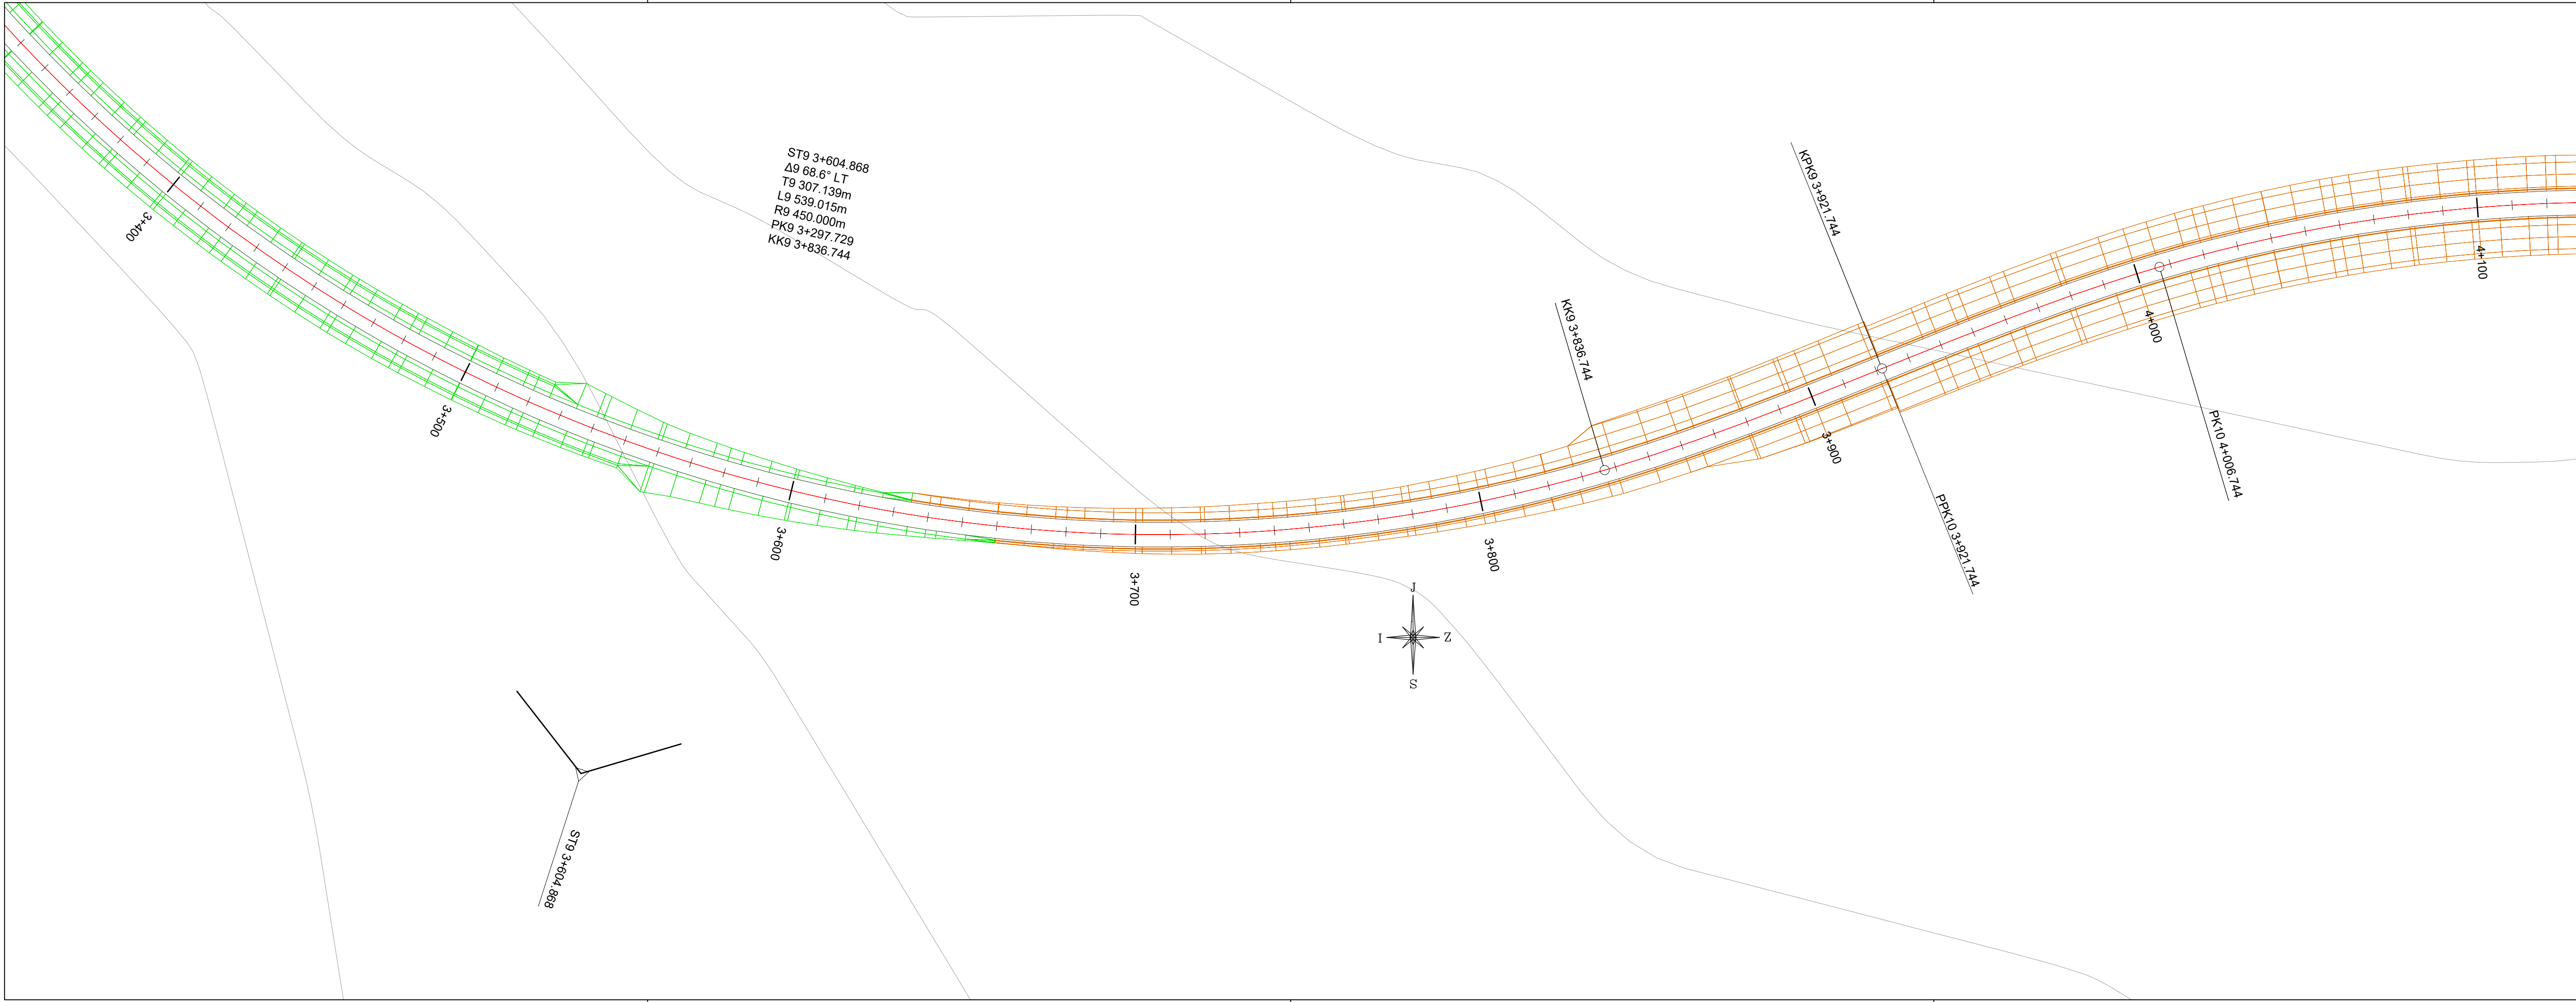 ST9 3+604.868
Δ9 68.6° LT
T9 307.139m
L9 539.015m
R9 450.000m
PK9 3+297.729
KK9 3+836.744
3+400
3+500
3+600
3+700
3+800
3+900
4+000
4+100
KK9 3+836.744
KPK9 3+921.744
PPK10 3+921.744
PK10 4+006.744
ST9 3+604.868
J
I Z
S